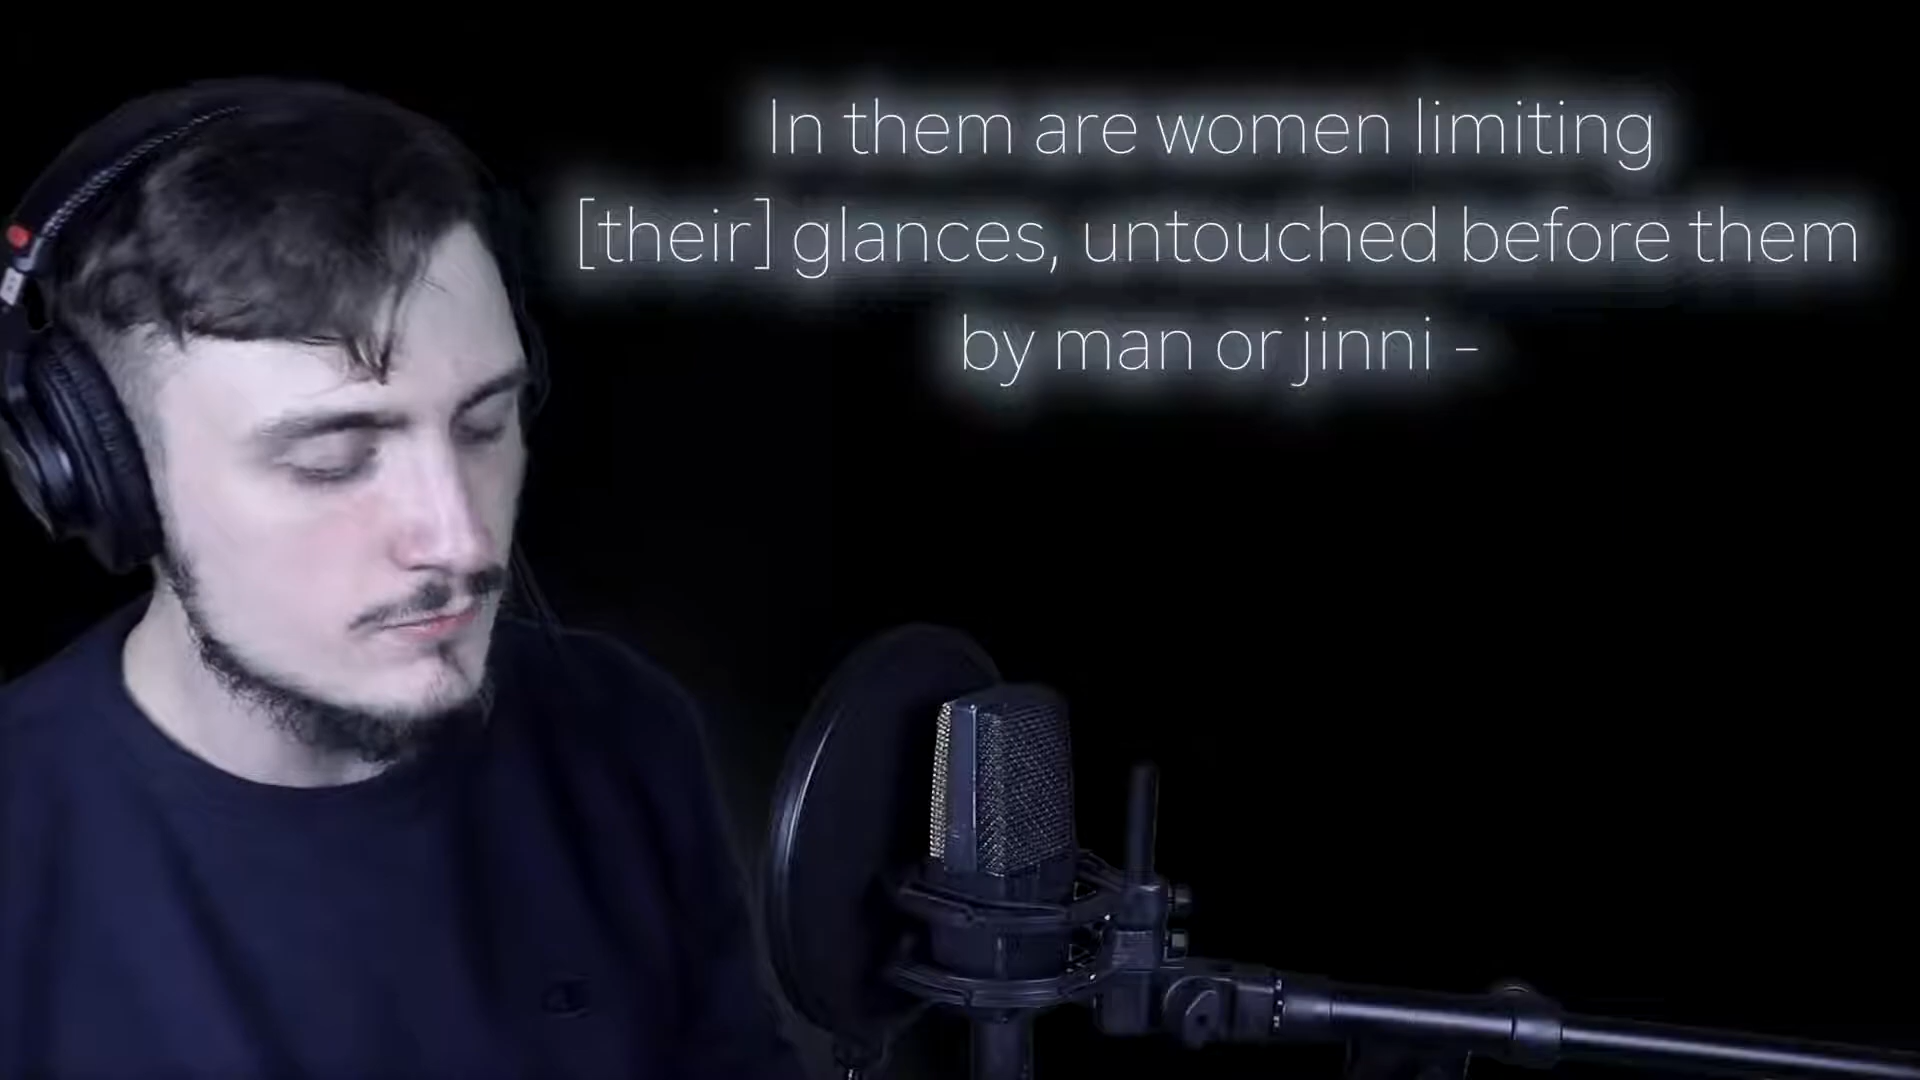 In them are women limiting
[their] glances, untouched before them
by man or jinni -